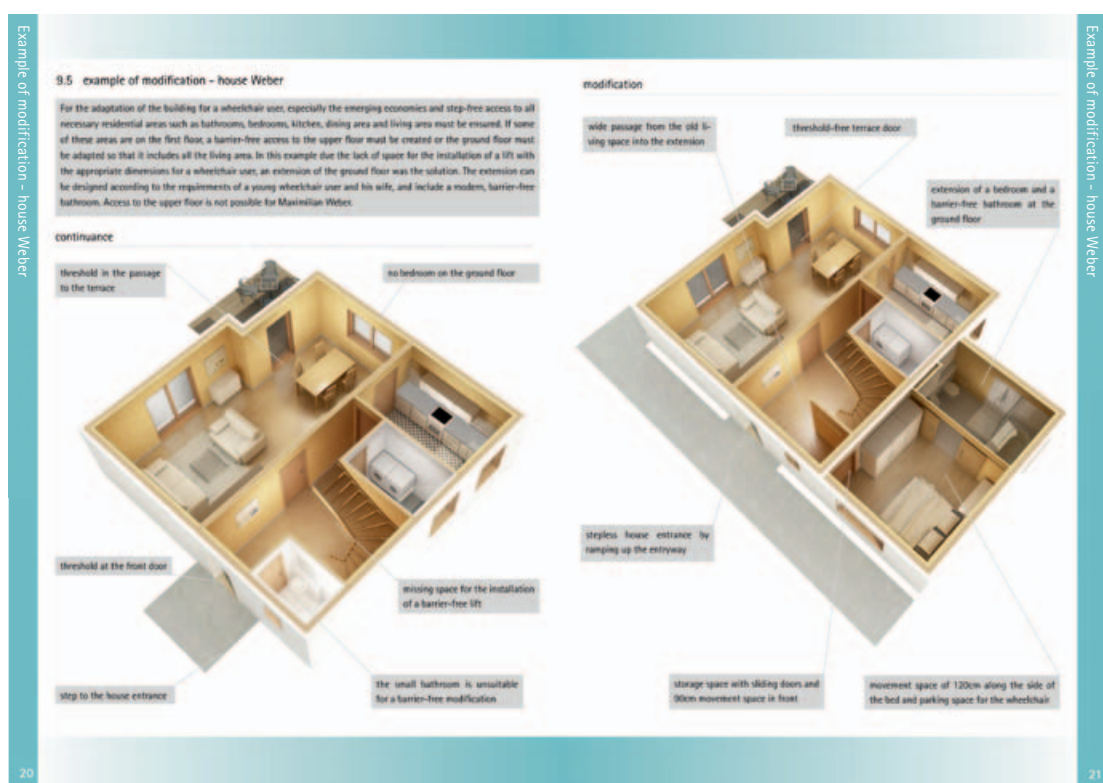 Example of modification – house Weber
9.5 example of modification – house Weber
For the adaptation of the building for a wheelchair user, especially the emerging economies and step-free access to all
necessary residential areas such as bathrooms, bedrooms, kitchen, dining area and living area must be ensured. If some
of these areas are on the first floor, a barrier-free access to the upper floor must be created or the ground floor must
be adapted so that it includes all the living area. In this example due the lack of space for the installation of a lift with
the appropriate dimensions for a wheelchair user, an extension of the ground floor was the solution. The extension can
be designed according to the requirements of a young wheelchair user and his wife, and include a modern, barrier-free
bathroom. Access to the upper floor is not possible for Maximilian Weber.
continuance
threshold in the passage
to the terrace
no bedroom on the ground floor
threshold at the front door
missing space for the installation
of a barrier-free lift
step to the house entrance
the small bathroom is unsuitable
for a barrier-free modification
20
modification
wide passage from the old li-
ving space into the extension
threshold-free terrace door
extension of a bedroom and a
barrier-free bathroom at the
ground floor
stepless house entrance by
ramping up the entryway
storage space with sliding doors and
90cm movement space in front
movement space of 120cm along the side of
the bed and parking space for the wheelchair
Example of modification – house Weber
21